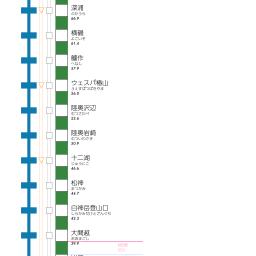 深浦
ふかうら
66.9
横磯
よこいそ
61.4
艫作
へなし
57.9
ウェスパ椿山
うぇすぱつばきやま
56.0
陸奥沢辺
むつさわべ
53.6
陸奥岩崎
むついわさき
50.9
十二湖
じゅうにこ
46.6
松神
まつかみ
44.7
白神岳登山口
しらかみだけとざんぐち
42.3
大間越
おおまごし
39.9